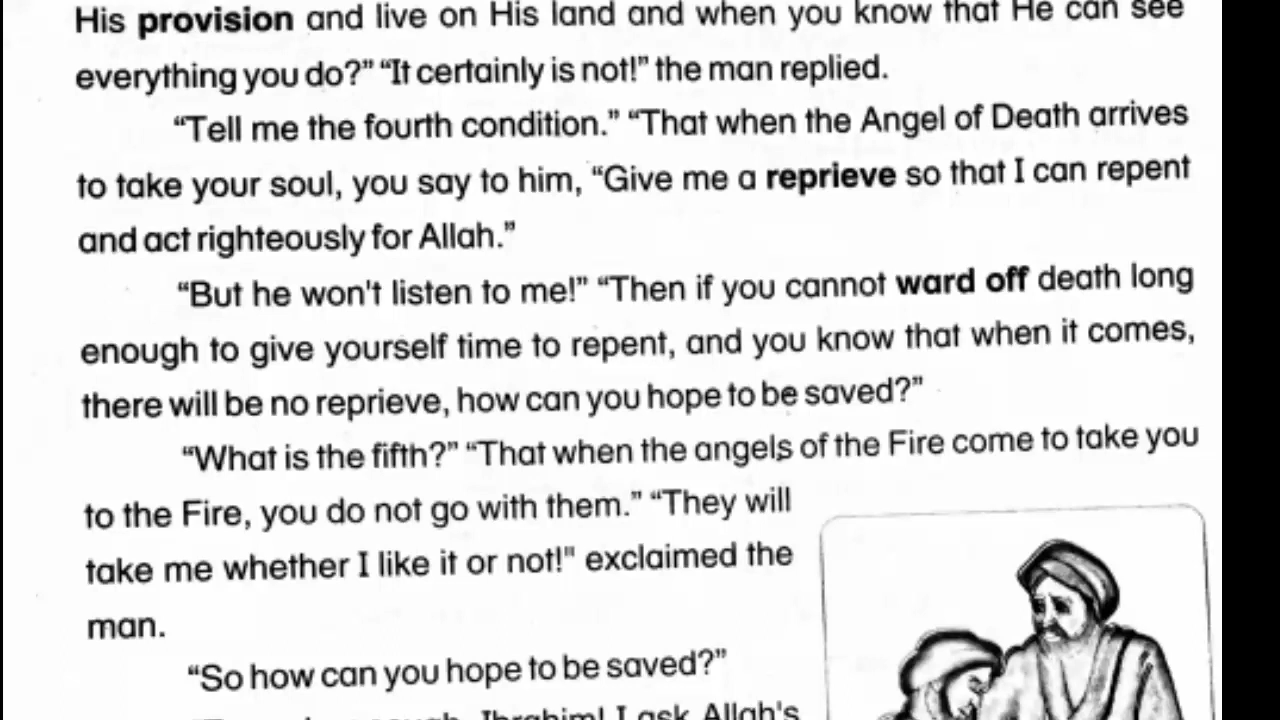 His provision and live on His land and when you know that He can see
everything you do?” “It certainly is not!” the man replied.
“Tell me the fourth condition.” “That when the Angel of Death arrives
to take your soul, you say to him, “Give me a reprieve so that I can repent
and act righteously for Allah.”
“But he won't listen to me!” “Then if you cannot ward off death long
enough to give yourself time to repent, and you know that when it comes,
there will be no reprieve, how can you hope to be saved?”
“What is the fifth?” “That when the angels of the Fire come to take you
to the Fire, you do not go with them.” “They will
take me whether I like it or not!" exclaimed the
man.
“So how can you hope to be saved?”
Ibrahim! I ask Allah's